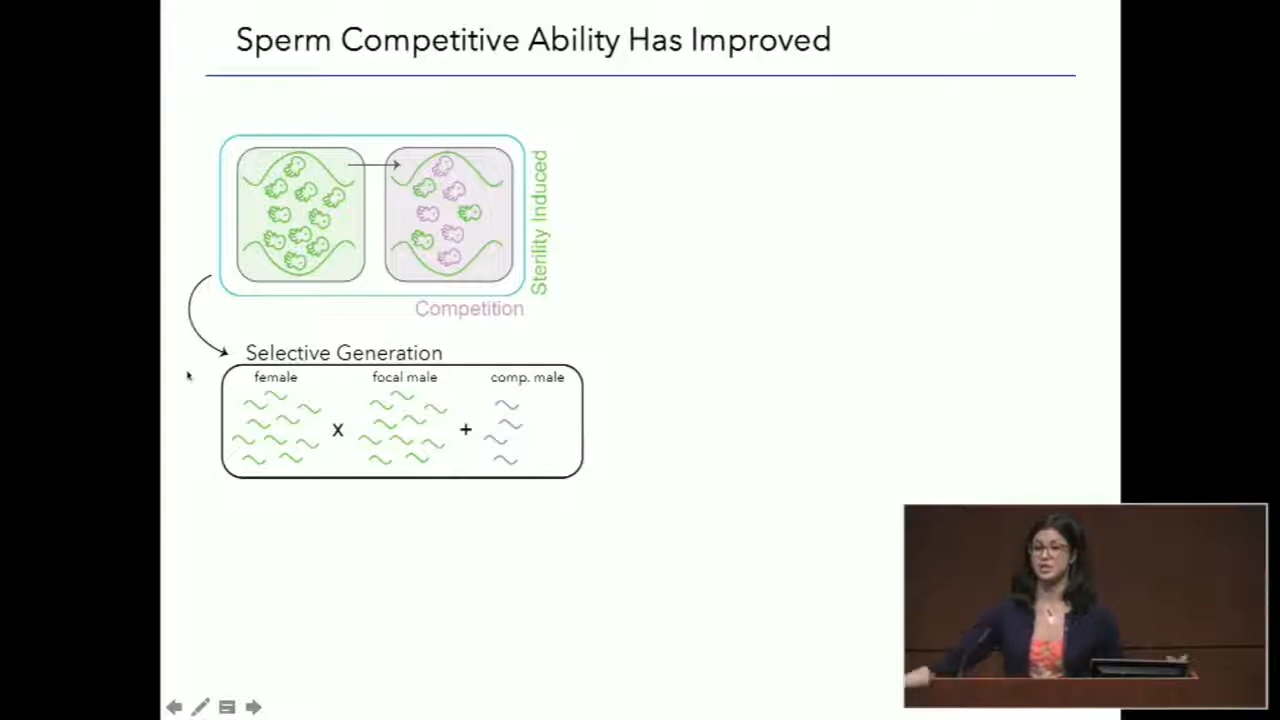 Sperm Competitive Ability Has Improved
Sterility Induced
Competition
Selective Generation
female focal male comp. male
x +